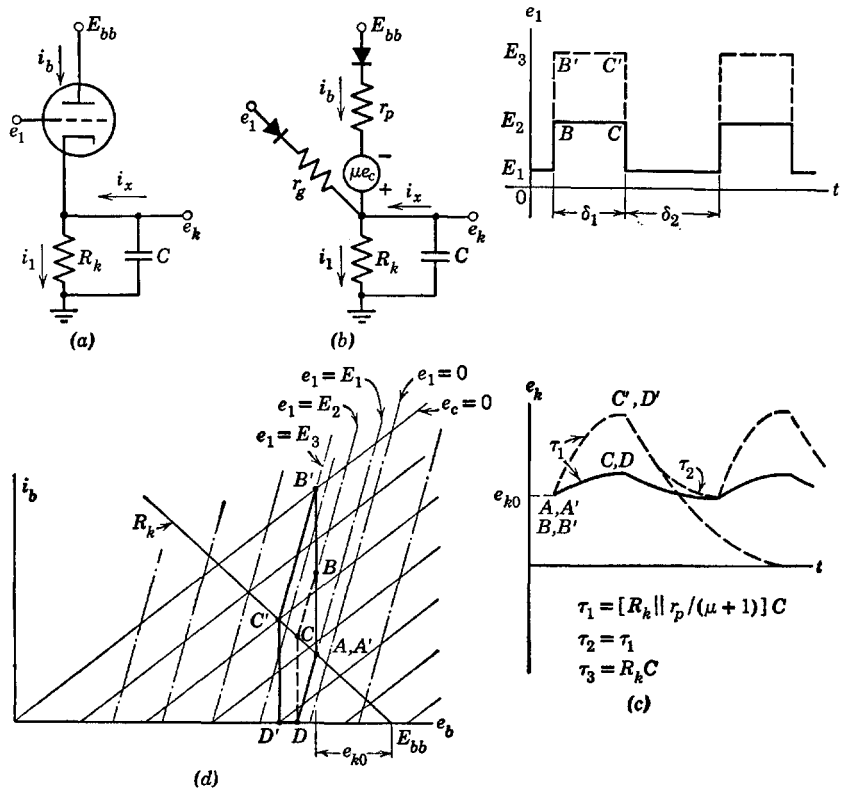 E_bb
i_b
e_1
i_x
e_k
i_1
R_k
C
(a)
E_bb
i_b
r_p
e_1
r_g
μe_c
−
+
i_x
e_k
i_1
R_k
C
(b)
e_1
E_3
B' C'
E_2
B C
E_1
0
t
δ_1 δ_2
e_1 = E_1
e_1 = 0
e_1 = E_2
e_c = 0
e_1 = E_3
i_b
B'
R_k
B
C'
C
A,A'
D' D
E_bb
e_b
e_k0
(d)
e_k
C',D'
τ_1
C,D
τ_2
e_k0
A,A'
B,B'
t
τ_1 = [R_k || r_p/(μ + 1)] C
τ_2 = τ_1
τ_3 = R_k C
(c)